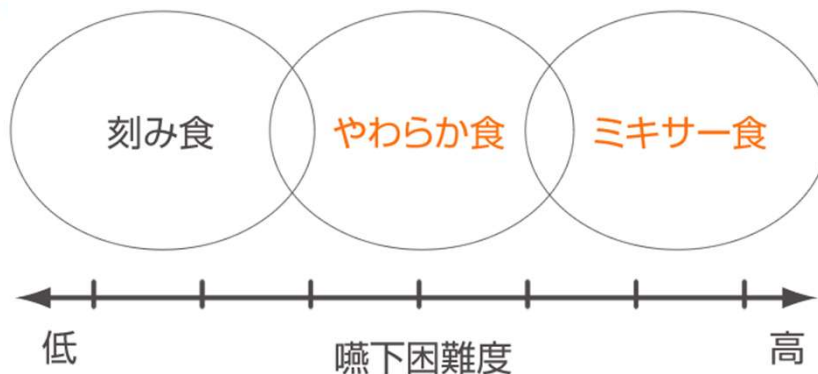 刻み食
やわらか食
ミキサー食
低
嚥下困難度
高